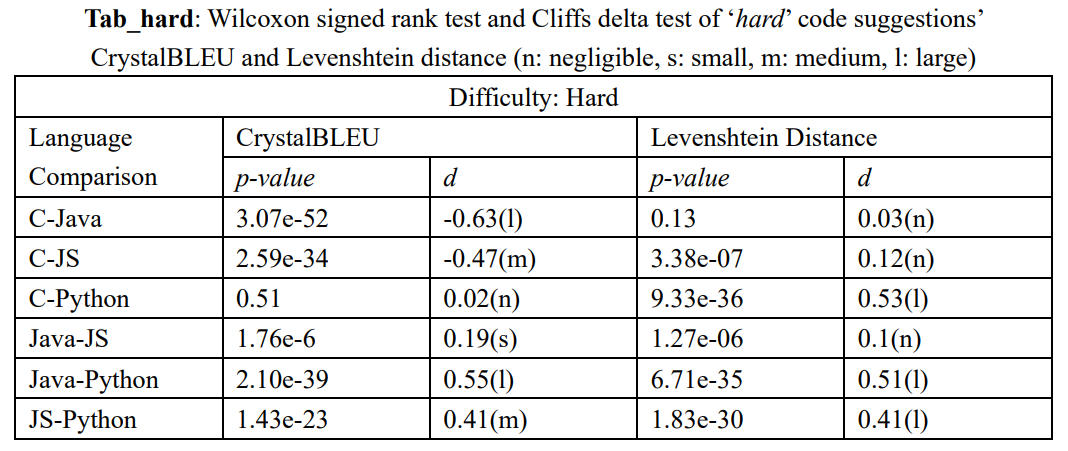 Tab_hard: Wilcoxon signed rank test and Cliffs delta test of ‘hard’ code suggestions’
CrystalBLEU and Levenshtein distance (n: negligible, s: small, m: medium, l: large)
Difficulty: Hard
Language Comparison CrystalBLEU Levenshtein Distance
p-value d p-value d
C-Java 3.07e-52 -0.63(l) 0.13 0.03(n)
C-JS 2.59e-34 -0.47(m) 3.38e-07 0.12(n)
C-Python 0.51 0.02(n) 9.33e-36 0.53(l)
Java-JS 1.76e-6 0.19(s) 1.27e-06 0.1(n)
Java-Python 2.10e-39 0.55(l) 6.71e-35 0.51(l)
JS-Python 1.43e-23 0.41(m) 1.83e-30 0.41(l)